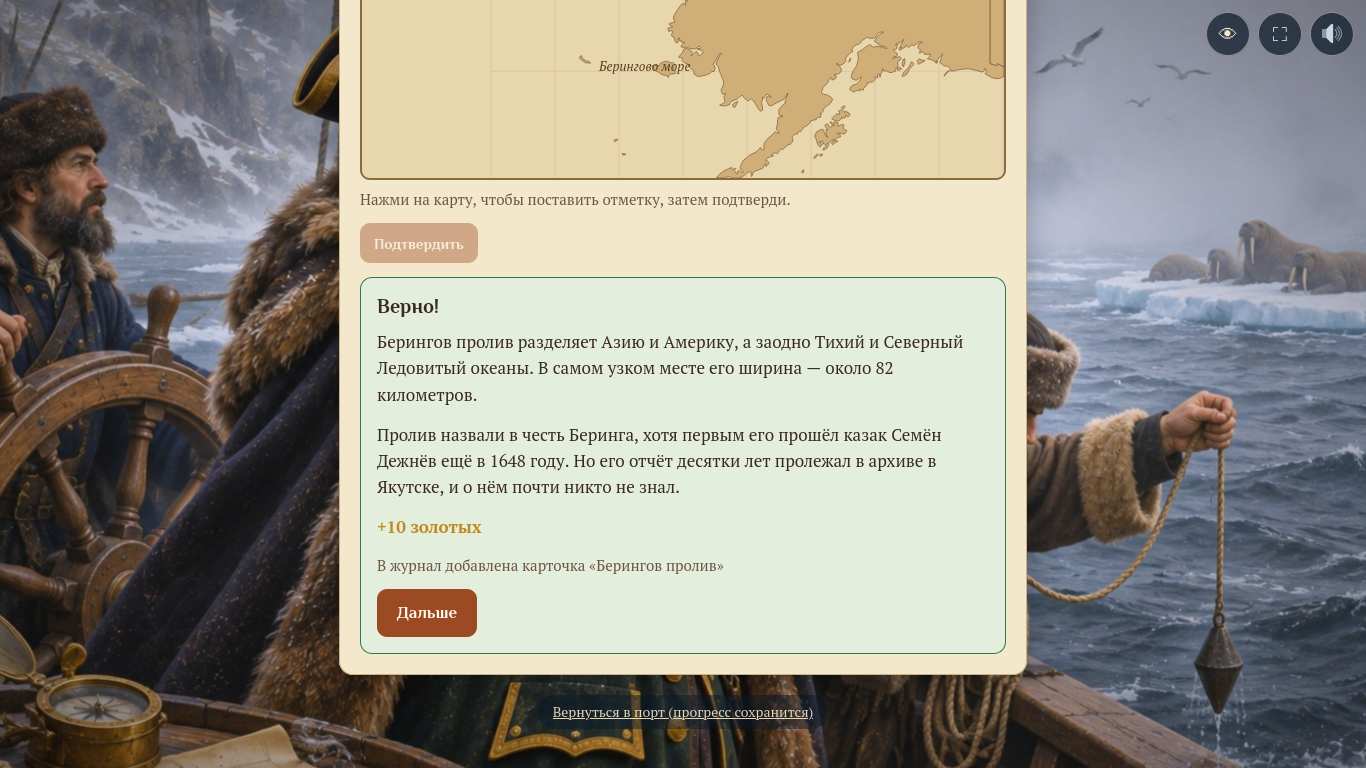 Берингово море
Нажми на карту, чтобы поставить отметку, затем подтверди.
Подтвердить
Верно!
Берингов пролив разделяет Азию и Америку, а заодно Тихий и Северный
Ледовитый океаны. В самом узком месте его ширина — около 82
километров.
Пролив назвали в честь Беринга, хотя первым его прошёл казак Семён
Дежнёв ещё в 1648 году. Но его отчёт десятки лет пролежал в архиве в
Якутске, и о нём почти никто не знал.
+10 золотых
В журнал добавлена карточка «Берингов пролив»
Дальше
Вернуться в порт (прогресс сохранится)